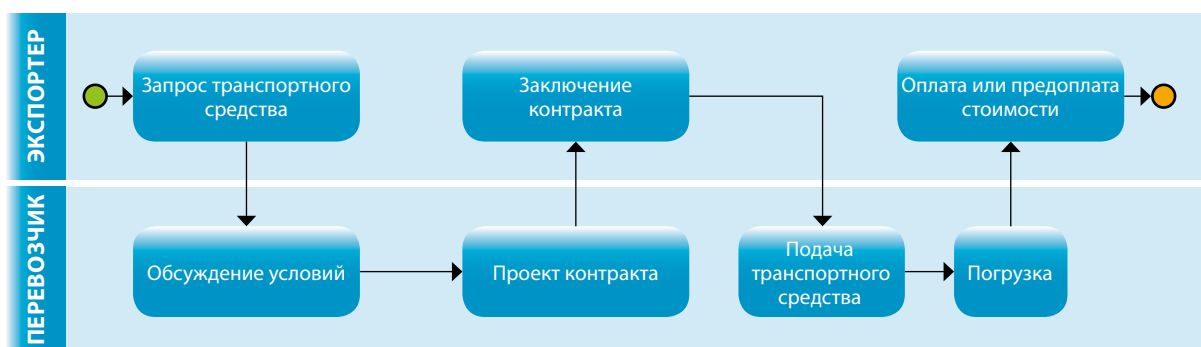 ЭКСПОРТЕР
Запрос транспортного
средства
Заключение
контракта
Оплата или предоплата
стоимости
ПЕРЕВОЗЧИК
Обсуждение условий
Проект контракта
Подача
транспортного
средства
Погрузка